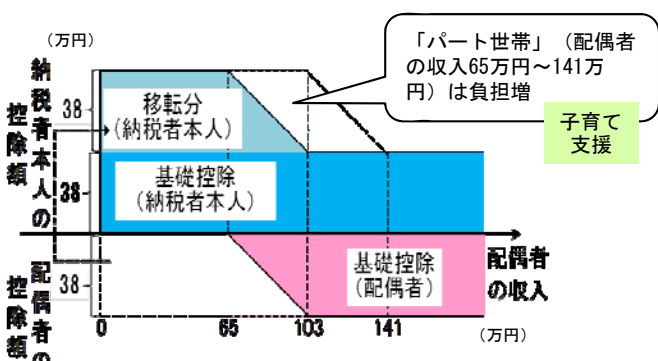 (万円)
「パート世帯」（配偶者
の収入65万円～141万
円）は負担増
子育て
支援
納税者本人の
控除額
38
移転分
(納税者本人)
38
基礎控除
(納税者本人)
38
基礎控除
(配偶者)
配偶者
の収入
配偶者の
控除額
0
65
103
141
(万円)